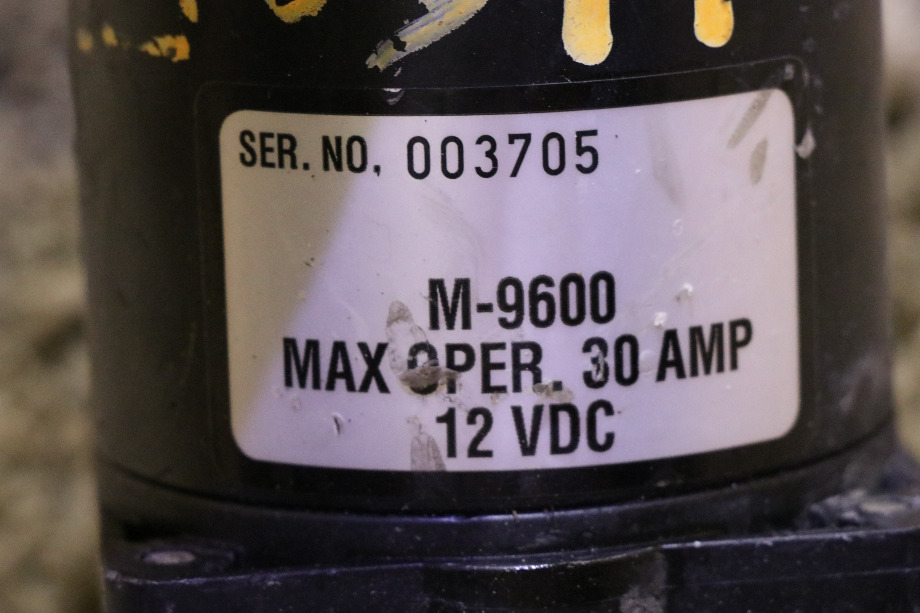 SER. NO. 003705
M-9600
MAX OPER. 30 AMP
12 VDC